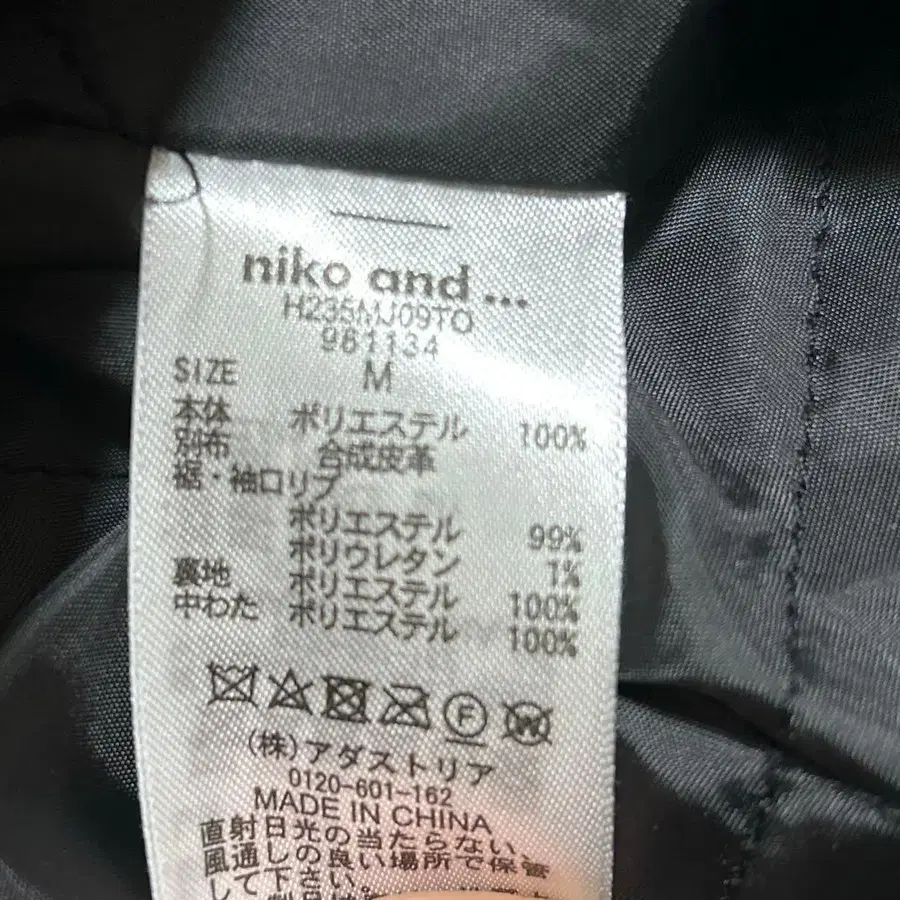 niko and ...
H235MJ09TO
981134
SIZE M
本体 ポリエステル 100%
別布 合成皮革
裾・袖口リブ
ポリエステル 99%
ポリウレタン 1%
裏地 ポリエステル 100%
中わた ポリエステル 100%
F W
(株)アダストリア
0120-601-162
MADE IN CHINA
直射日光の当たらない、
風通しの良い場所で保管
して下さい。